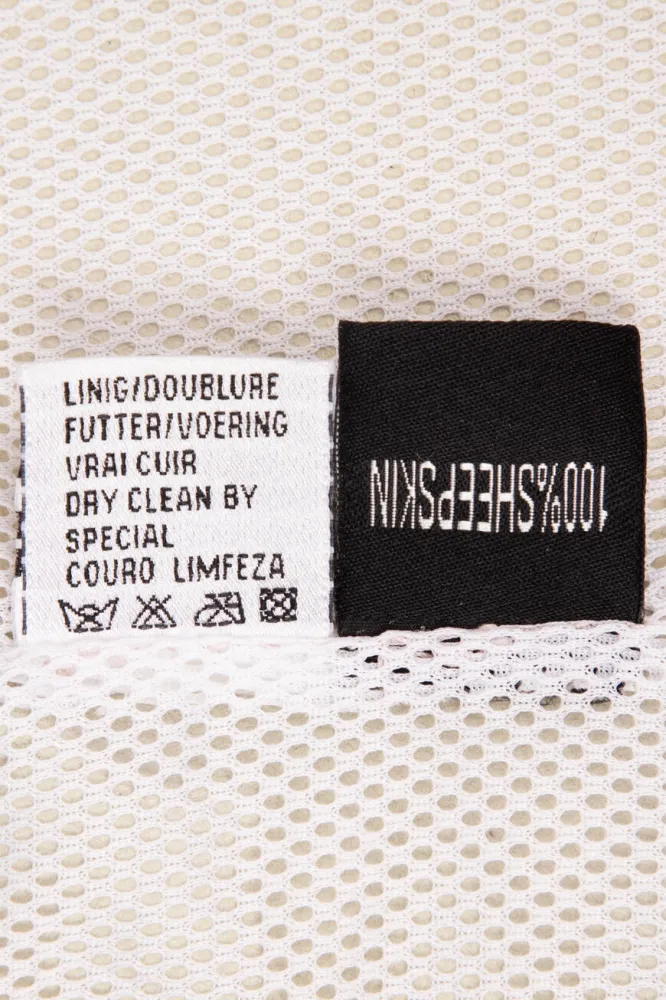 LINIG/DOUBLURE
FUTTER/VOERING
VRAI CUIR
DRY CLEAN BY
SPECIAL
COURO LIMFEZA
100%SHEEPSKIN